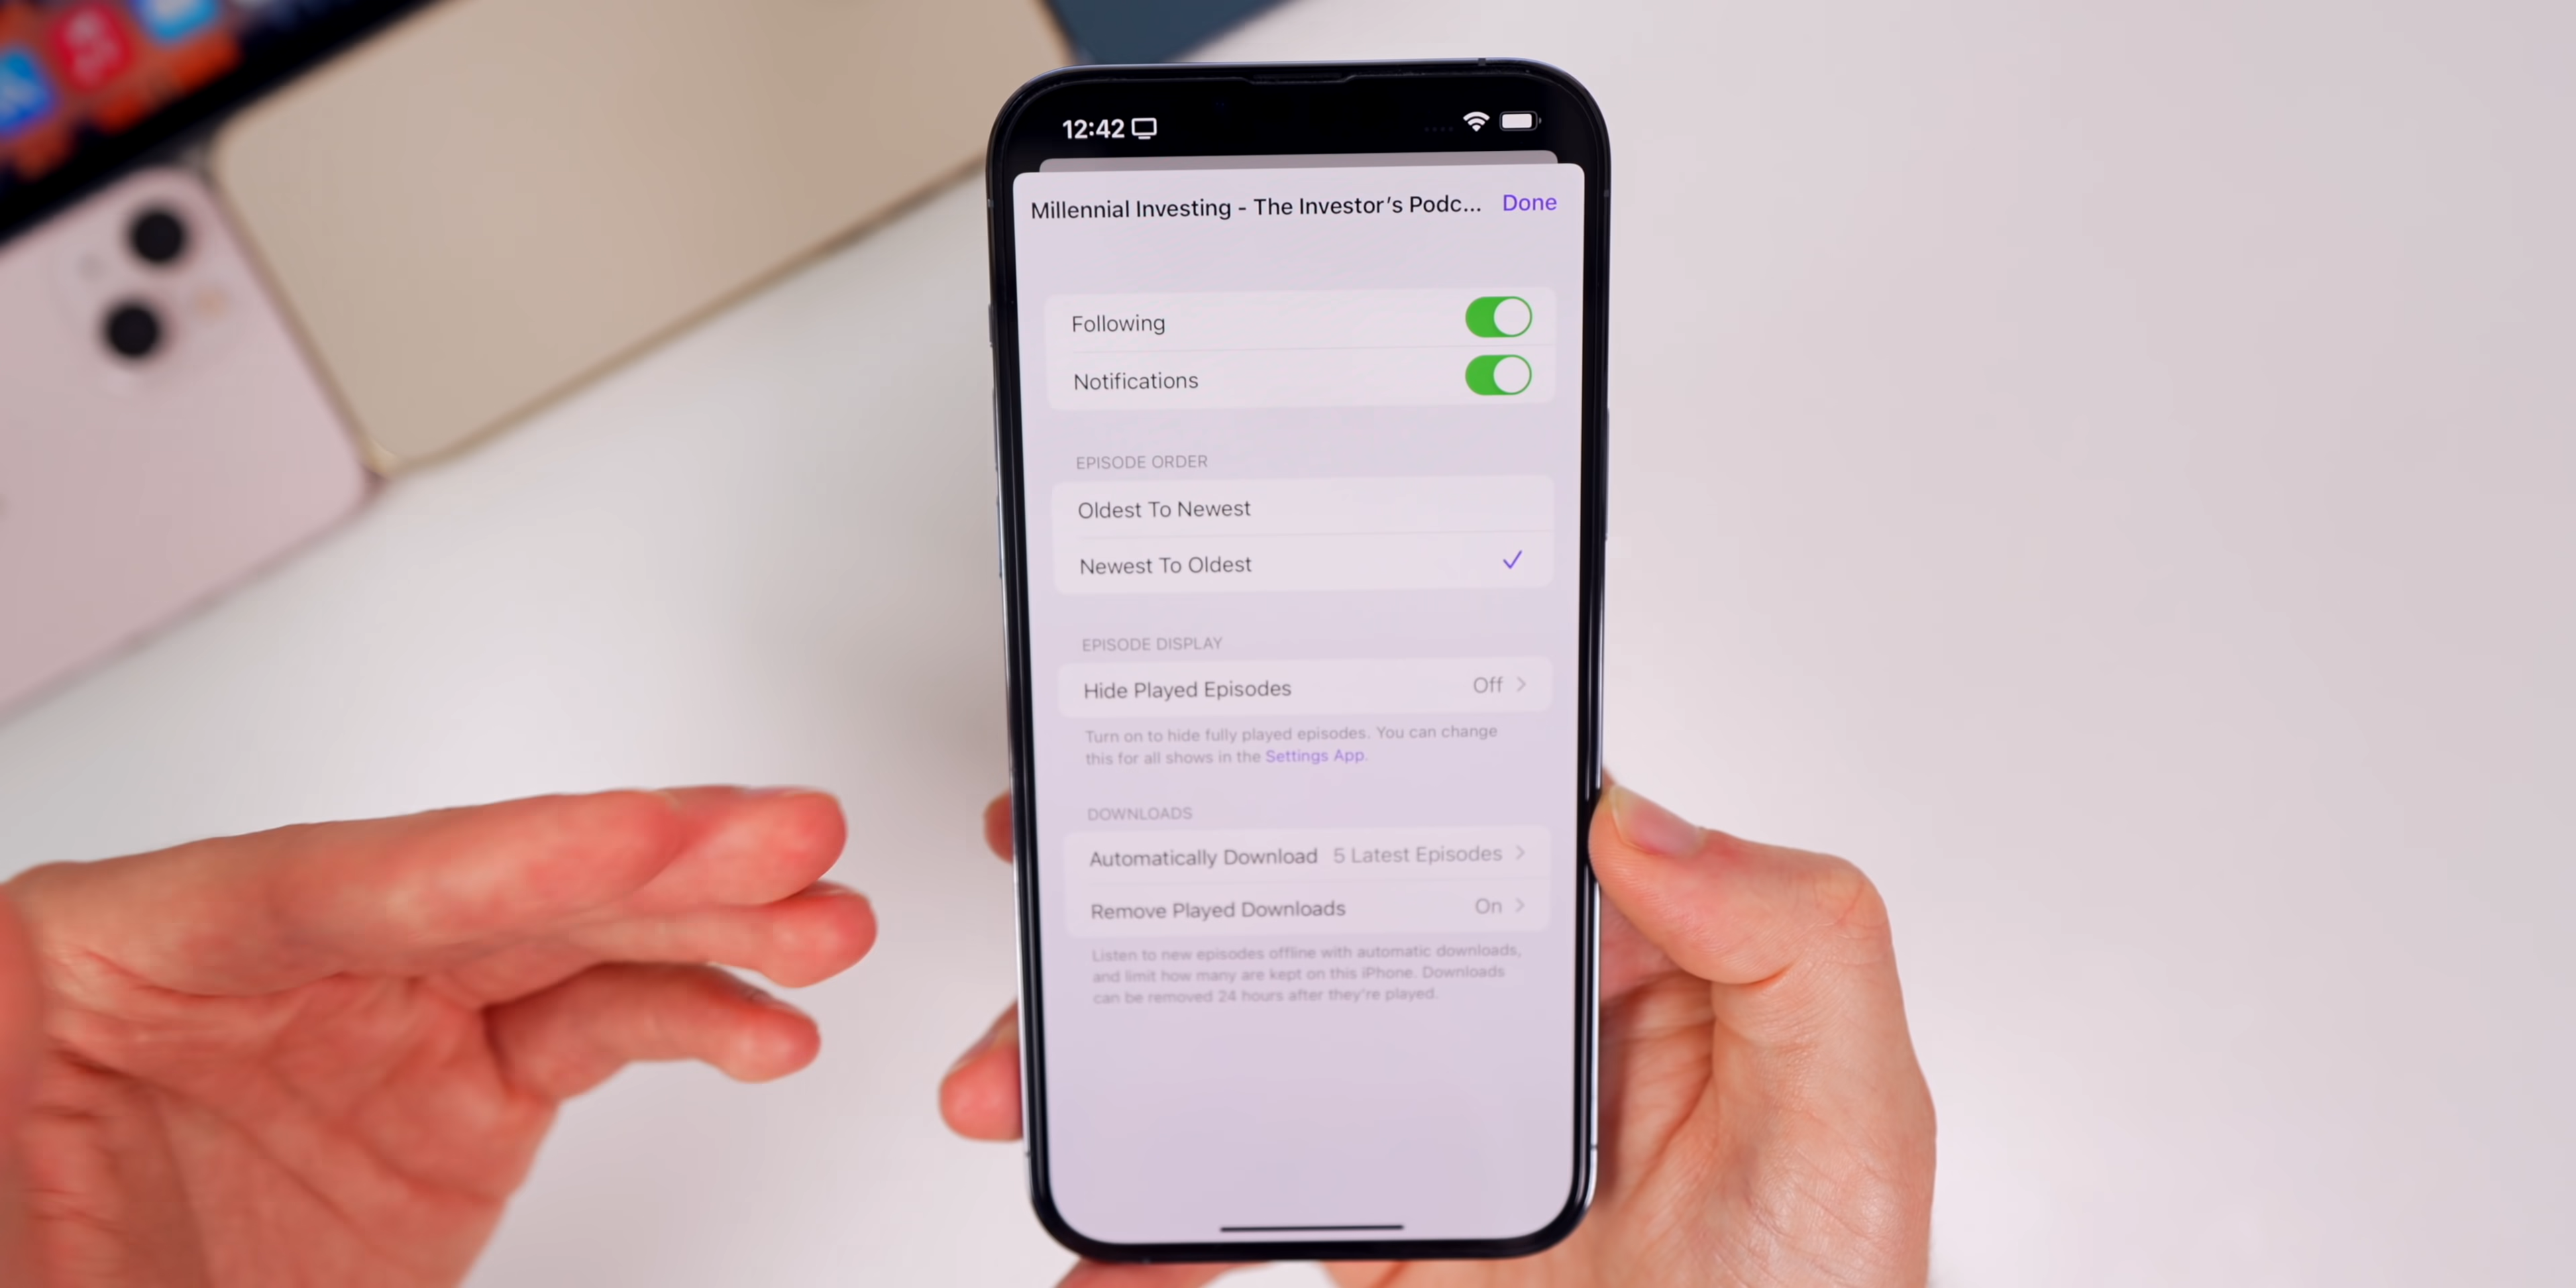 12:42
Millennial Investing - The Investor's Podc... Done
Following
Notifications
EPISODE ORDER
Oldest To Newest
Newest To Oldest
EPISODE DISPLAY
Hide Played Episodes Off
Turn on to hide fully played episodes. You can change
this for all shows in the Settings App.
DOWNLOADS
Automatically Download 5 Latest Episodes
Remove Played Downloads On
Listen to new episodes offline with automatic downloads,
and limit how many are kept on this iPhone. Downloads
can be removed 24 hours after they're played.